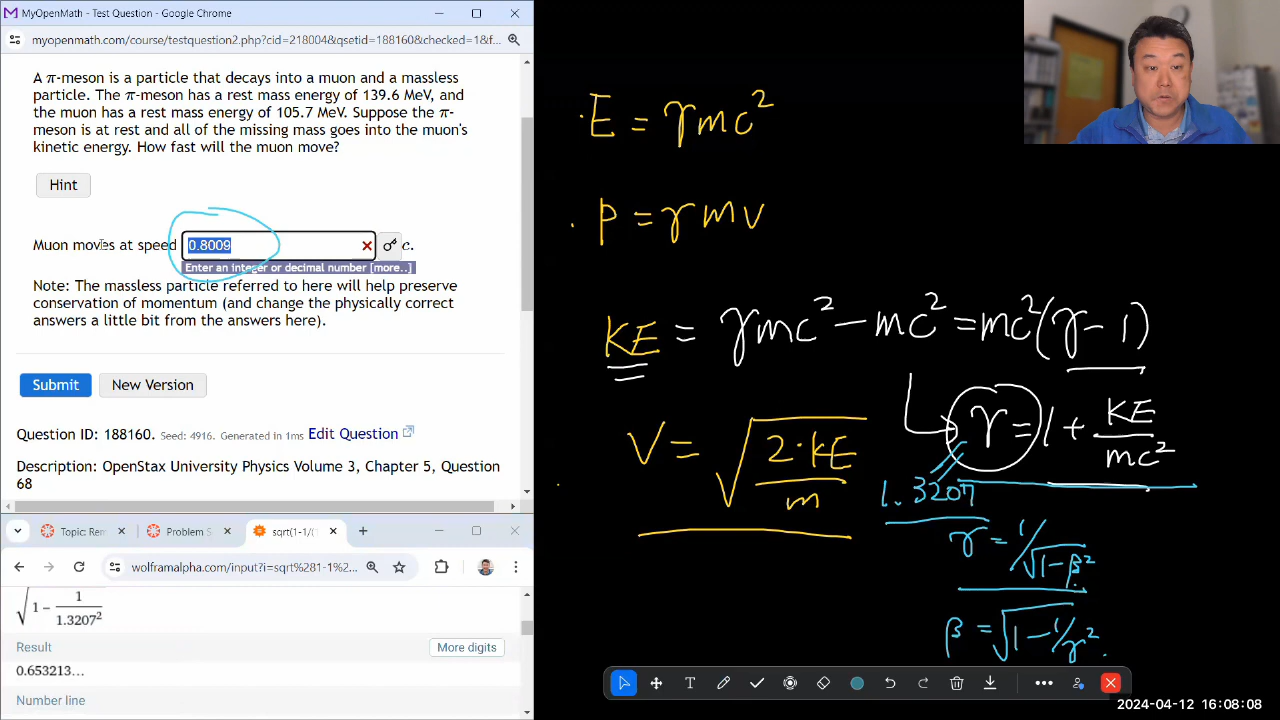 MyOpenMath - Test Question - Google Chrome
myopenmath.com/course/testquestion2.php?cid=218004&qsetid=188160&checked=1&f...
A π-meson is a particle that decays into a muon and a massless
particle. The π-meson has a rest mass energy of 139.6 MeV, and
the muon has a rest mass energy of 105.7 MeV. Suppose the π-
meson is at rest and all of the missing mass goes into the muon's
kinetic energy. How fast will the muon move?
Hint
Muon moves at speed 0.8009 c.
Enter an integer or decimal number [more..]
Note: The massless particle referred to here will help preserve
conservation of momentum (and change the physically correct
answers a little bit from the answers here).
Submit New Version
Question ID: 188160. Seed: 4916. Generated in 1ms Edit Question
Description: OpenStax University Physics Volume 3, Chapter 5, Question
68
Topic Rem Problem S sqrt(1-1/(
wolframalpha.com/input?i=sqrt%281-1%2...
√1 − 1/1.3207²
Result
More digits
0.653213...
Number line
E = γmc²
p = γmv
KE = γmc² − mc² = mc²(γ − 1)
γ = 1 + KE/mc²
V = √2·KE/m
1.3207
γ = 1/√1−β²
β = √1−1/γ²
T
2024-04-12 16:08:08